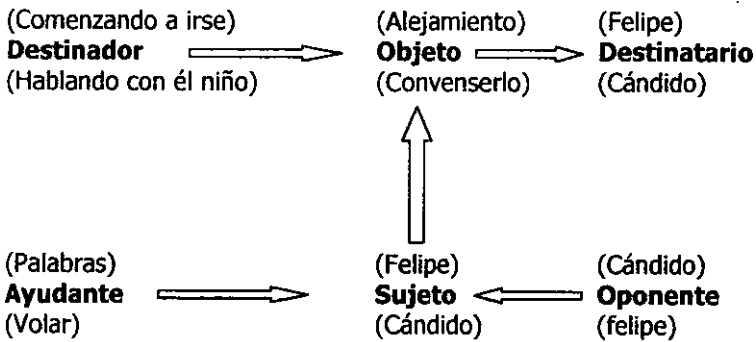 (Comenzando a irse) (Alejamiento) (Felipe)
Destinador Objeto Destinatario
(Hablando con él niño) (Convenserlo) (Cándido)
(Palabras) (Felipe) (Cándido)
Ayudante Sujeto Oponente
(Volar) (Cándido) (felipe)